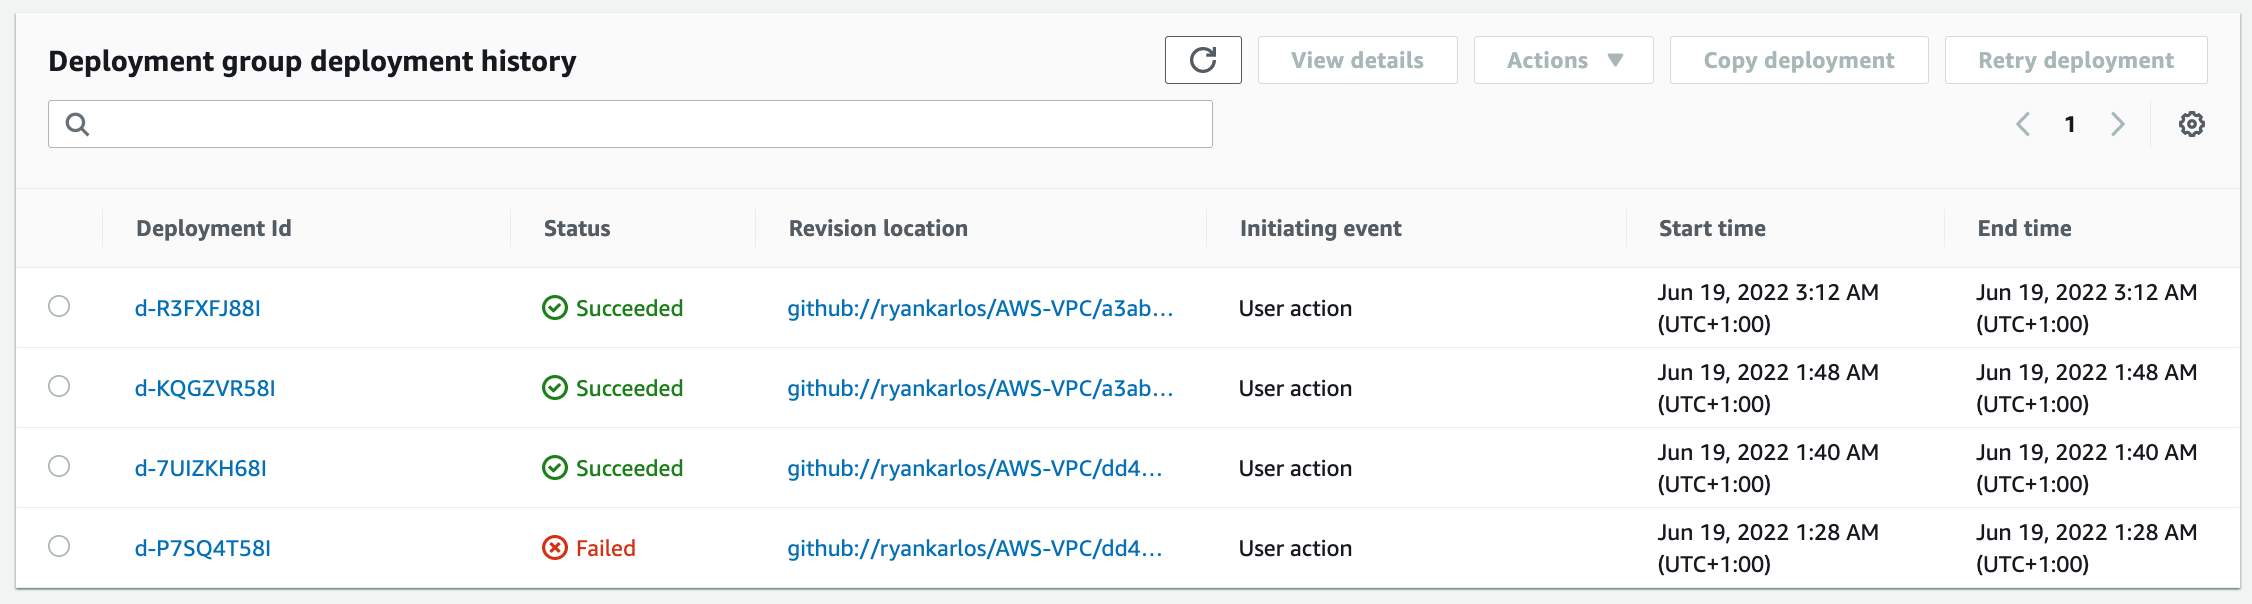 Deployment group deployment history
View details
Actions
Copy deployment
Retry deployment
1
Deployment Id Status Revision location Initiating event Start time End time
d-R3FXFJ88I Succeeded github://ryankarlos/AWS-VPC/a3ab... User action Jun 19, 2022 3:12 AM (UTC+1:00) Jun 19, 2022 3:12 AM (UTC+1:00)
d-KQGZVR58I Succeeded github://ryankarlos/AWS-VPC/a3ab... User action Jun 19, 2022 1:48 AM (UTC+1:00) Jun 19, 2022 1:48 AM (UTC+1:00)
d-7UIZKH68I Succeeded github://ryankarlos/AWS-VPC/dd4... User action Jun 19, 2022 1:40 AM (UTC+1:00) Jun 19, 2022 1:40 AM (UTC+1:00)
d-P7SQ4T58I Failed github://ryankarlos/AWS-VPC/dd4... User action Jun 19, 2022 1:28 AM (UTC+1:00) Jun 19, 2022 1:28 AM (UTC+1:00)